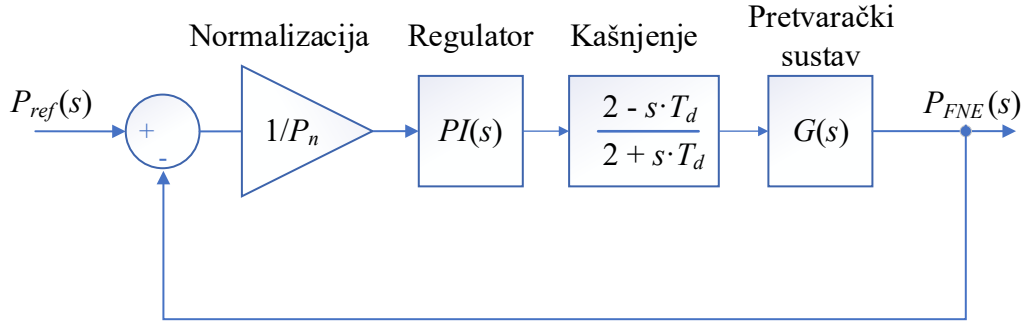 Normalizacija
Regulator
Kašnjenje
Pretvarački
sustav
P_ref(s)
+
-
1/P_n
PI(s)
2 - s·T_d
2 + s·T_d
G(s)
P_FNE(s)